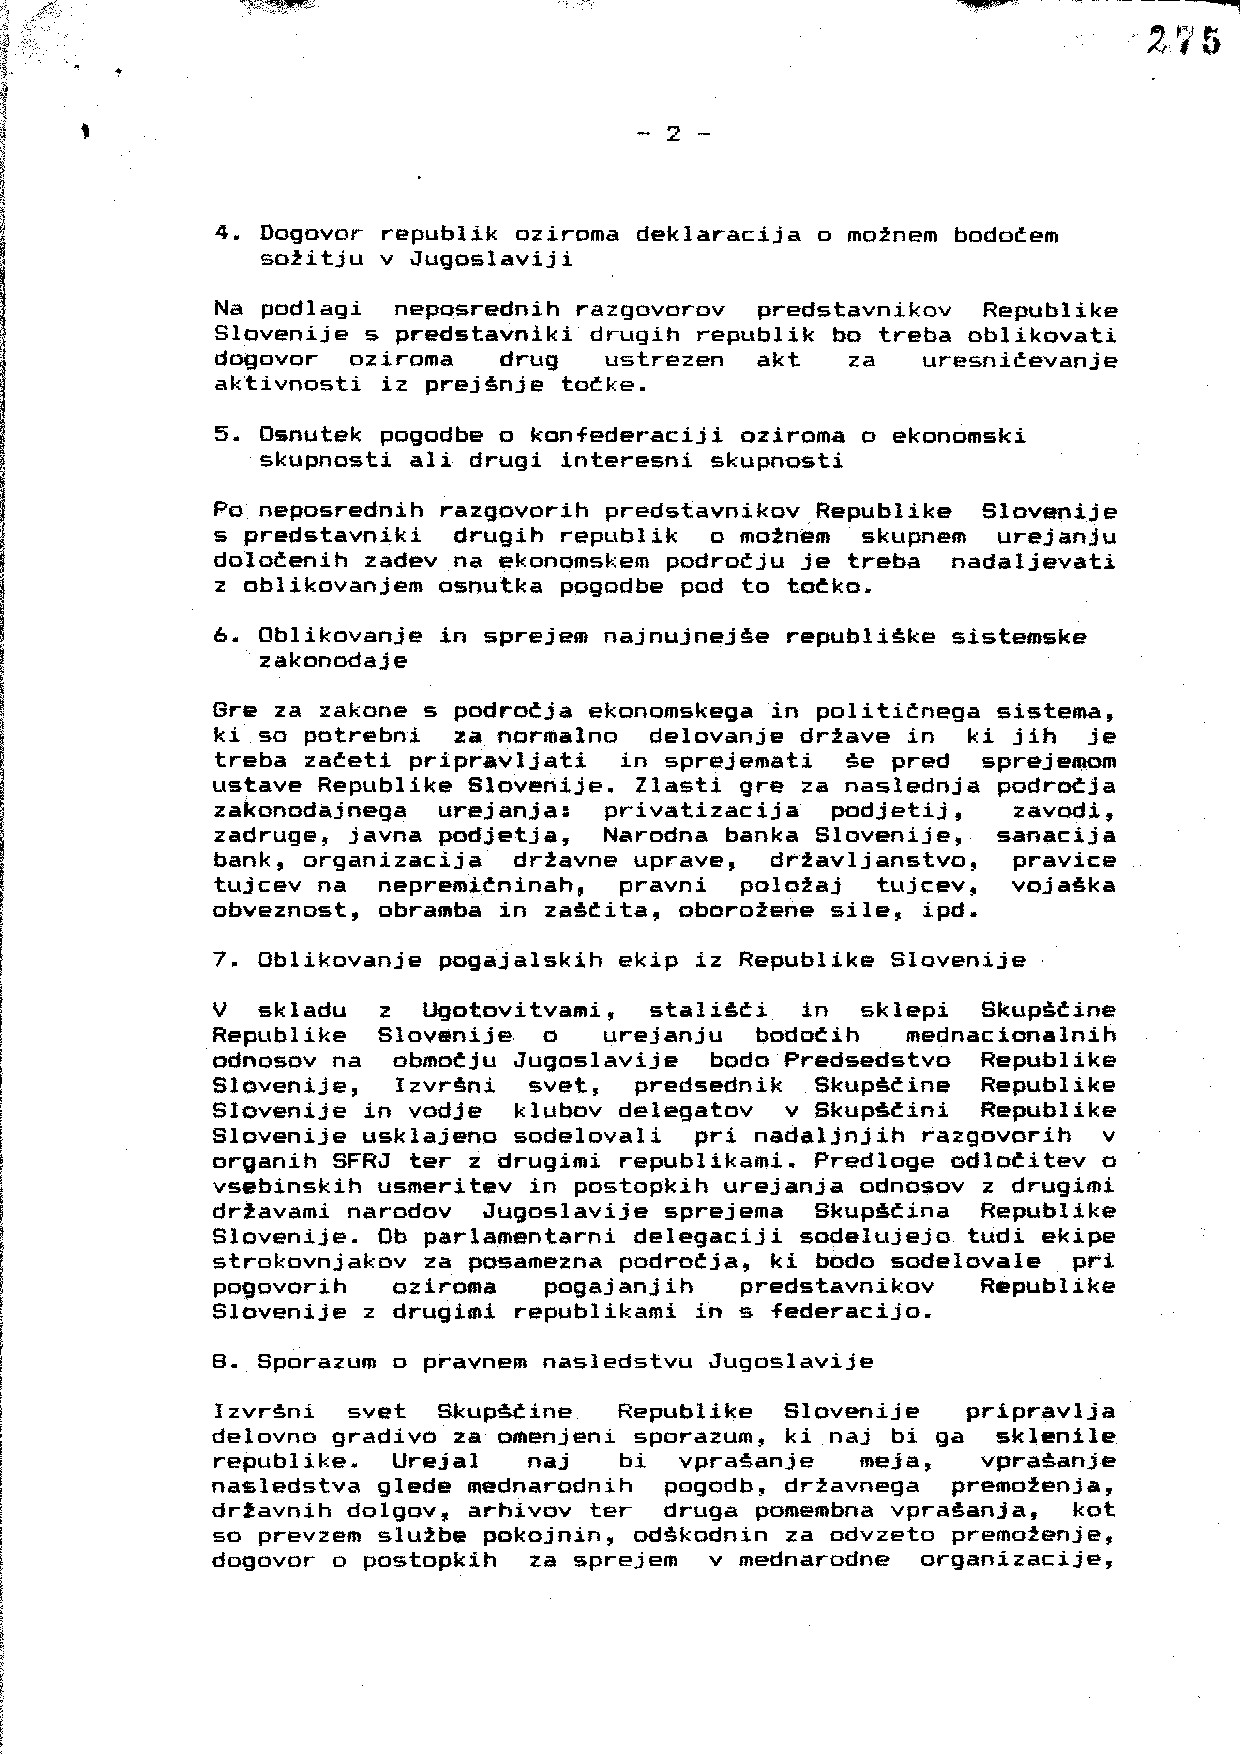 275
- 2 -
4. Dogovor republik oziroma deklaracija o možnem bodočem
sožitju v Jugoslaviji
Na podlagi neposrednih razgovorov predstavnikov Republike
Slovenije s predstavniki drugih republik bo treba oblikovati
dogovor oziroma drug ustrezen akt za uresničevanje
aktivnosti iz prejšnje točke.
5. Osnutek pogodbe o konfederaciji oziroma o ekonomski
skupnosti ali drugi interesni skupnosti
Po neposrednih razgovorih predstavnikov Republike Slovenije
s predstavniki drugih republik o možnem skupnem urejanju
določenih zadev na ekonomskem področju je treba nadaljevati
z oblikovanjem osnutka pogodbe pod to točko.
6. Oblikovanje in sprejem najnujnejše republiške sistemske
zakonodaje
Gre za zakone s področja ekonomskega in političnega sistema,
ki so potrebni za normalno delovanje države in ki jih je
treba začeti pripravljati in sprejemati še pred sprejemom
ustave Republike Slovenije. Zlasti gre za naslednja področja
zakonodajnega urejanja: privatizacija podjetij, zavodi,
zadruge, javna podjetja, Narodna banka Slovenije, sanacija
bank, organizacija državne uprave, državljanstvo, pravice
tujcev na nepremičninah, pravni položaj tujcev, vojaška
obveznost, obramba in zaščita, oborožene sile, ipd.
7. Oblikovanje pogajalskih ekip iz Republike Slovenije
V skladu z Ugotovitvami, stališči in sklepi Skupščine
Republike Slovenije o urejanju bodočih mednacionalnih
odnosov na območju Jugoslavije bodo Predsedstvo Republike
Slovenije, Izvršni svet, predsednik Skupščine Republike
Slovenije in vodje klubov delegatov v Skupščini Republike
Slovenije usklajeno sodelovali pri nadaljnjih razgovorih v
organih SFRJ ter z drugimi republikami. Predloge odločitev o
vsebinskih usmeritev in postopkih urejanja odnosov z drugimi
državami narodov Jugoslavije sprejema Skupščina Republike
Slovenije. Ob parlamentarni delegaciji sodelujejo tudi ekipe
strokovnjakov za posamezna področja, ki bodo sodelovale pri
pogovorih oziroma pogajanjih predstavnikov Republike
Slovenije z drugimi republikami in s federacijo.
8. Sporazum o pravnem nasledstvu Jugoslavije
Izvršni svet Skupščine Republike Slovenije pripravlja
delovno gradivo za omenjeni sporazum, ki naj bi ga sklenile
republike. Urejal naj bi vprašanje meja, vprašanje
nasledstva glede mednarodnih pogodb, državnega premoženja,
državnih dolgov, arhivov ter druga pomembna vprašanja, kot
so prevzem službe pokojnin, odškodnin za odvzeto premoženje,
dogovor o postopkih za sprejem v mednarodne organizacije,